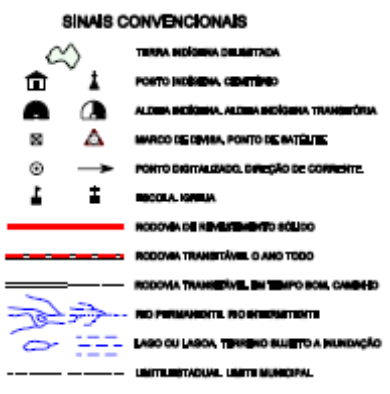 SINAIS CONVENCIONAIS
TERRA INDÍGENA DELIMITADA
POSTO INDÍGENA, CEMITÉRIO
ALDEIA INDÍGENA, ALDEIA INDÍGENA TRANSITÓRIA
MARCO DE DIVISA, PONTO DE SATÉLITE
PONTO DIGITALIZADO, DIREÇÃO DE CORRENTE.
ESCOLA, IGREJA
RODOVIA DE REVESTIMENTO SÓLIDO
RODOVIA TRANSITÁVEL O ANO TODO
RODOVIA TRANSITÁVEL EM TEMPO BOM, CAMINHO
RIO PERMANENTE, RIO INTERMITENTE
LAGO OU LAGOA, TERRENO SUJEITO A INUNDAÇÃO
LIMITE ESTADUAL, LIMITE MUNICIPAL